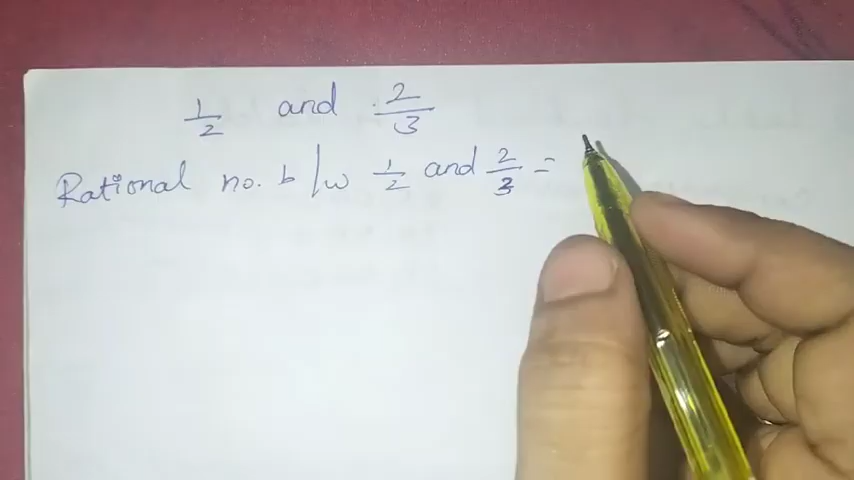 1/2 and 2/3
Rational no. b/w 1/2 and 2/3 =